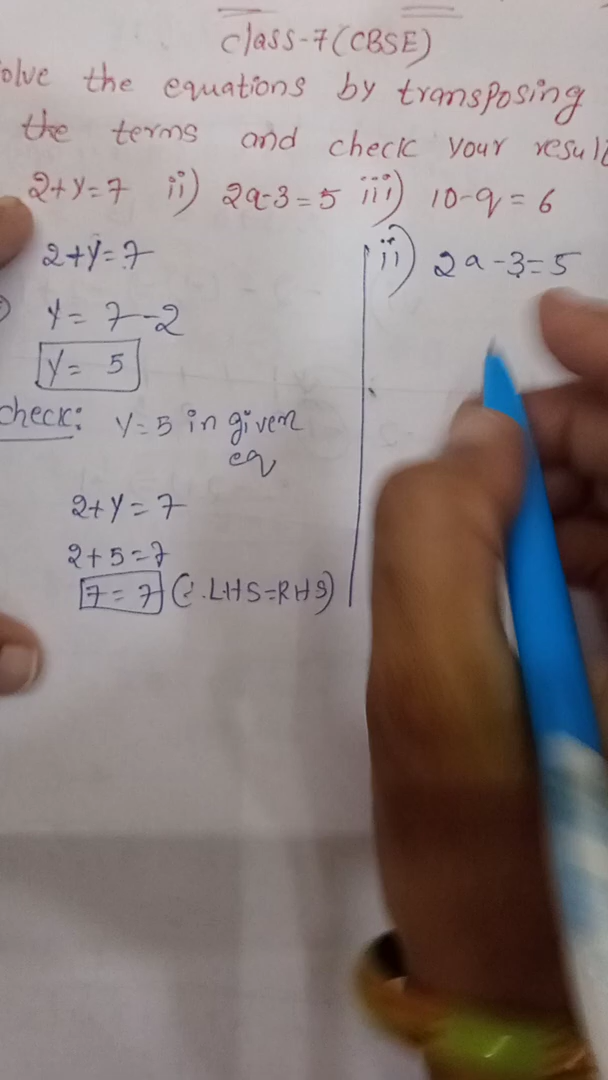 class-7(CBSE)
olve the equations by transposing
the terms and check your result
2+y=7 ii) 2a-3=5 iii) 10-q=6
2+y=7
y= 7-2
y= 5
check: y=5 in given
eq
2+y=7
2+5=7
7=7 (∵.LHS=RHS)
ii) 2a-3=5